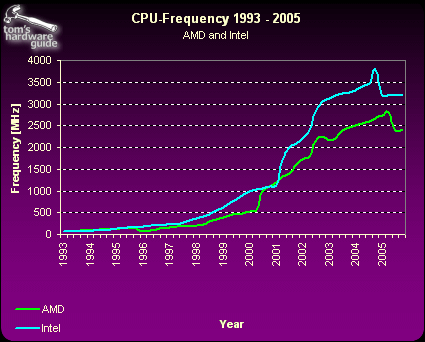 tom's
hardware
guide
CPU-Frequency 1993 - 2005
AMD and Intel
Frequency [MHz]
4000
3500
3000
2500
2000
1500
1000
500
0
1993
1994
1995
1996
1997
1998
1999
2000
2001
2002
2003
2004
2005
Year
AMD
Intel